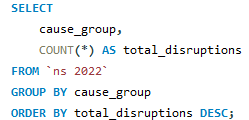 SELECT
    cause_group,
    COUNT(*) AS total_disruptions
FROM `ns 2022`
GROUP BY cause_group
ORDER BY total_disruptions DESC;